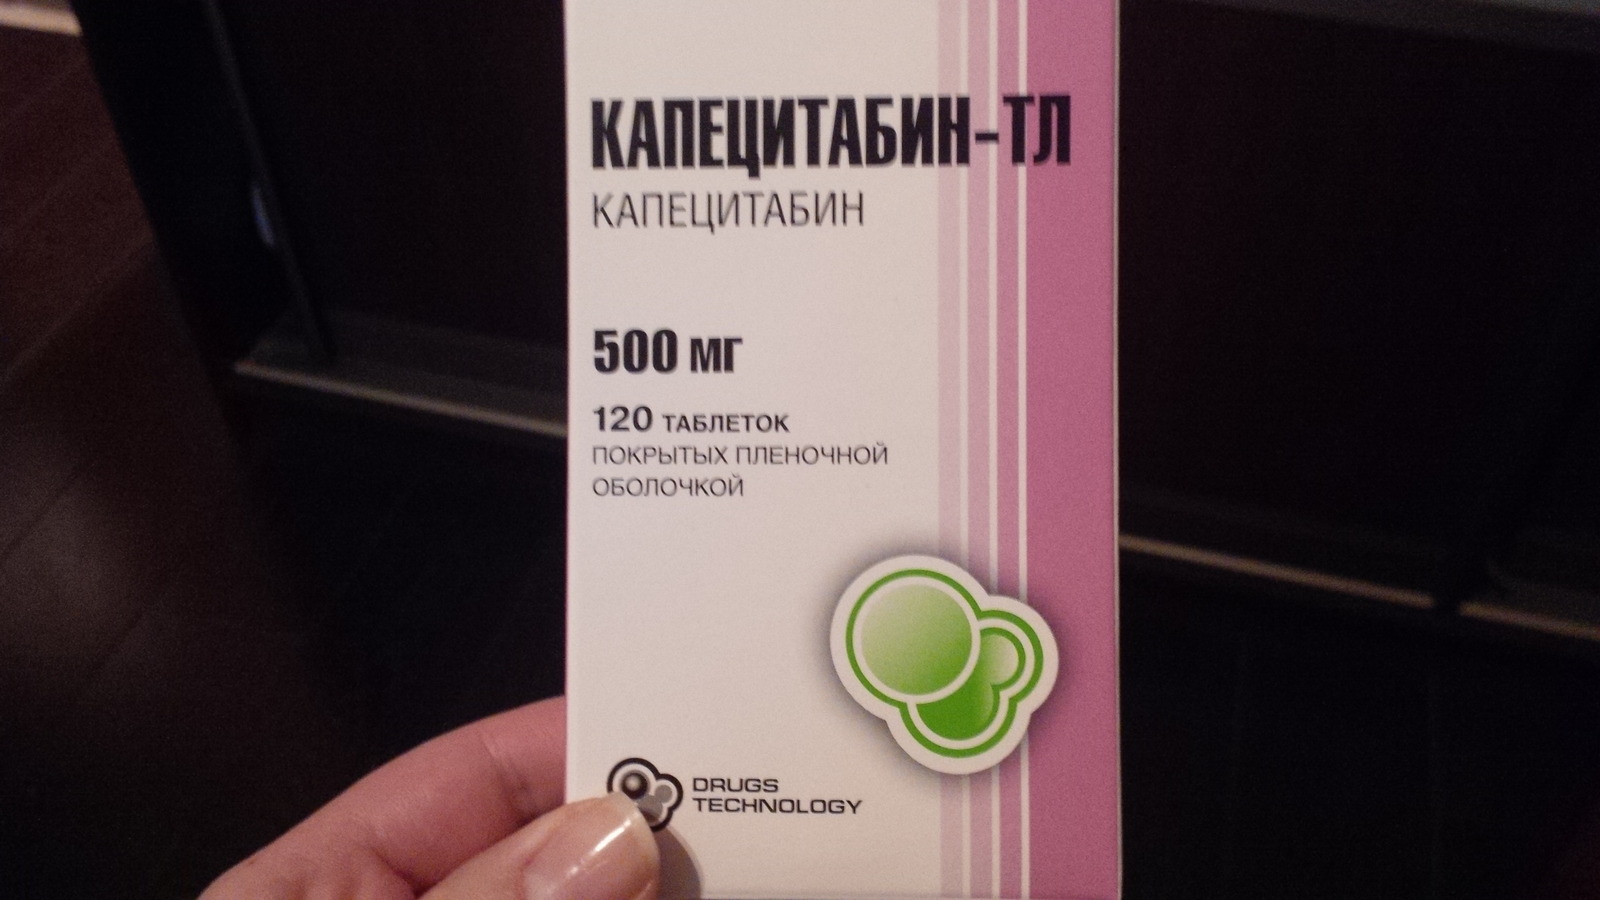 КАПЕЦИТАБИН-ТЛ
КАПЕЦИТАБИН
500 мг
120 ТАБЛЕТОК
ПОКРЫТЫХ ПЛЕНОЧНОЙ
ОБОЛОЧКОЙ
DRUGS
TECHNOLOGY